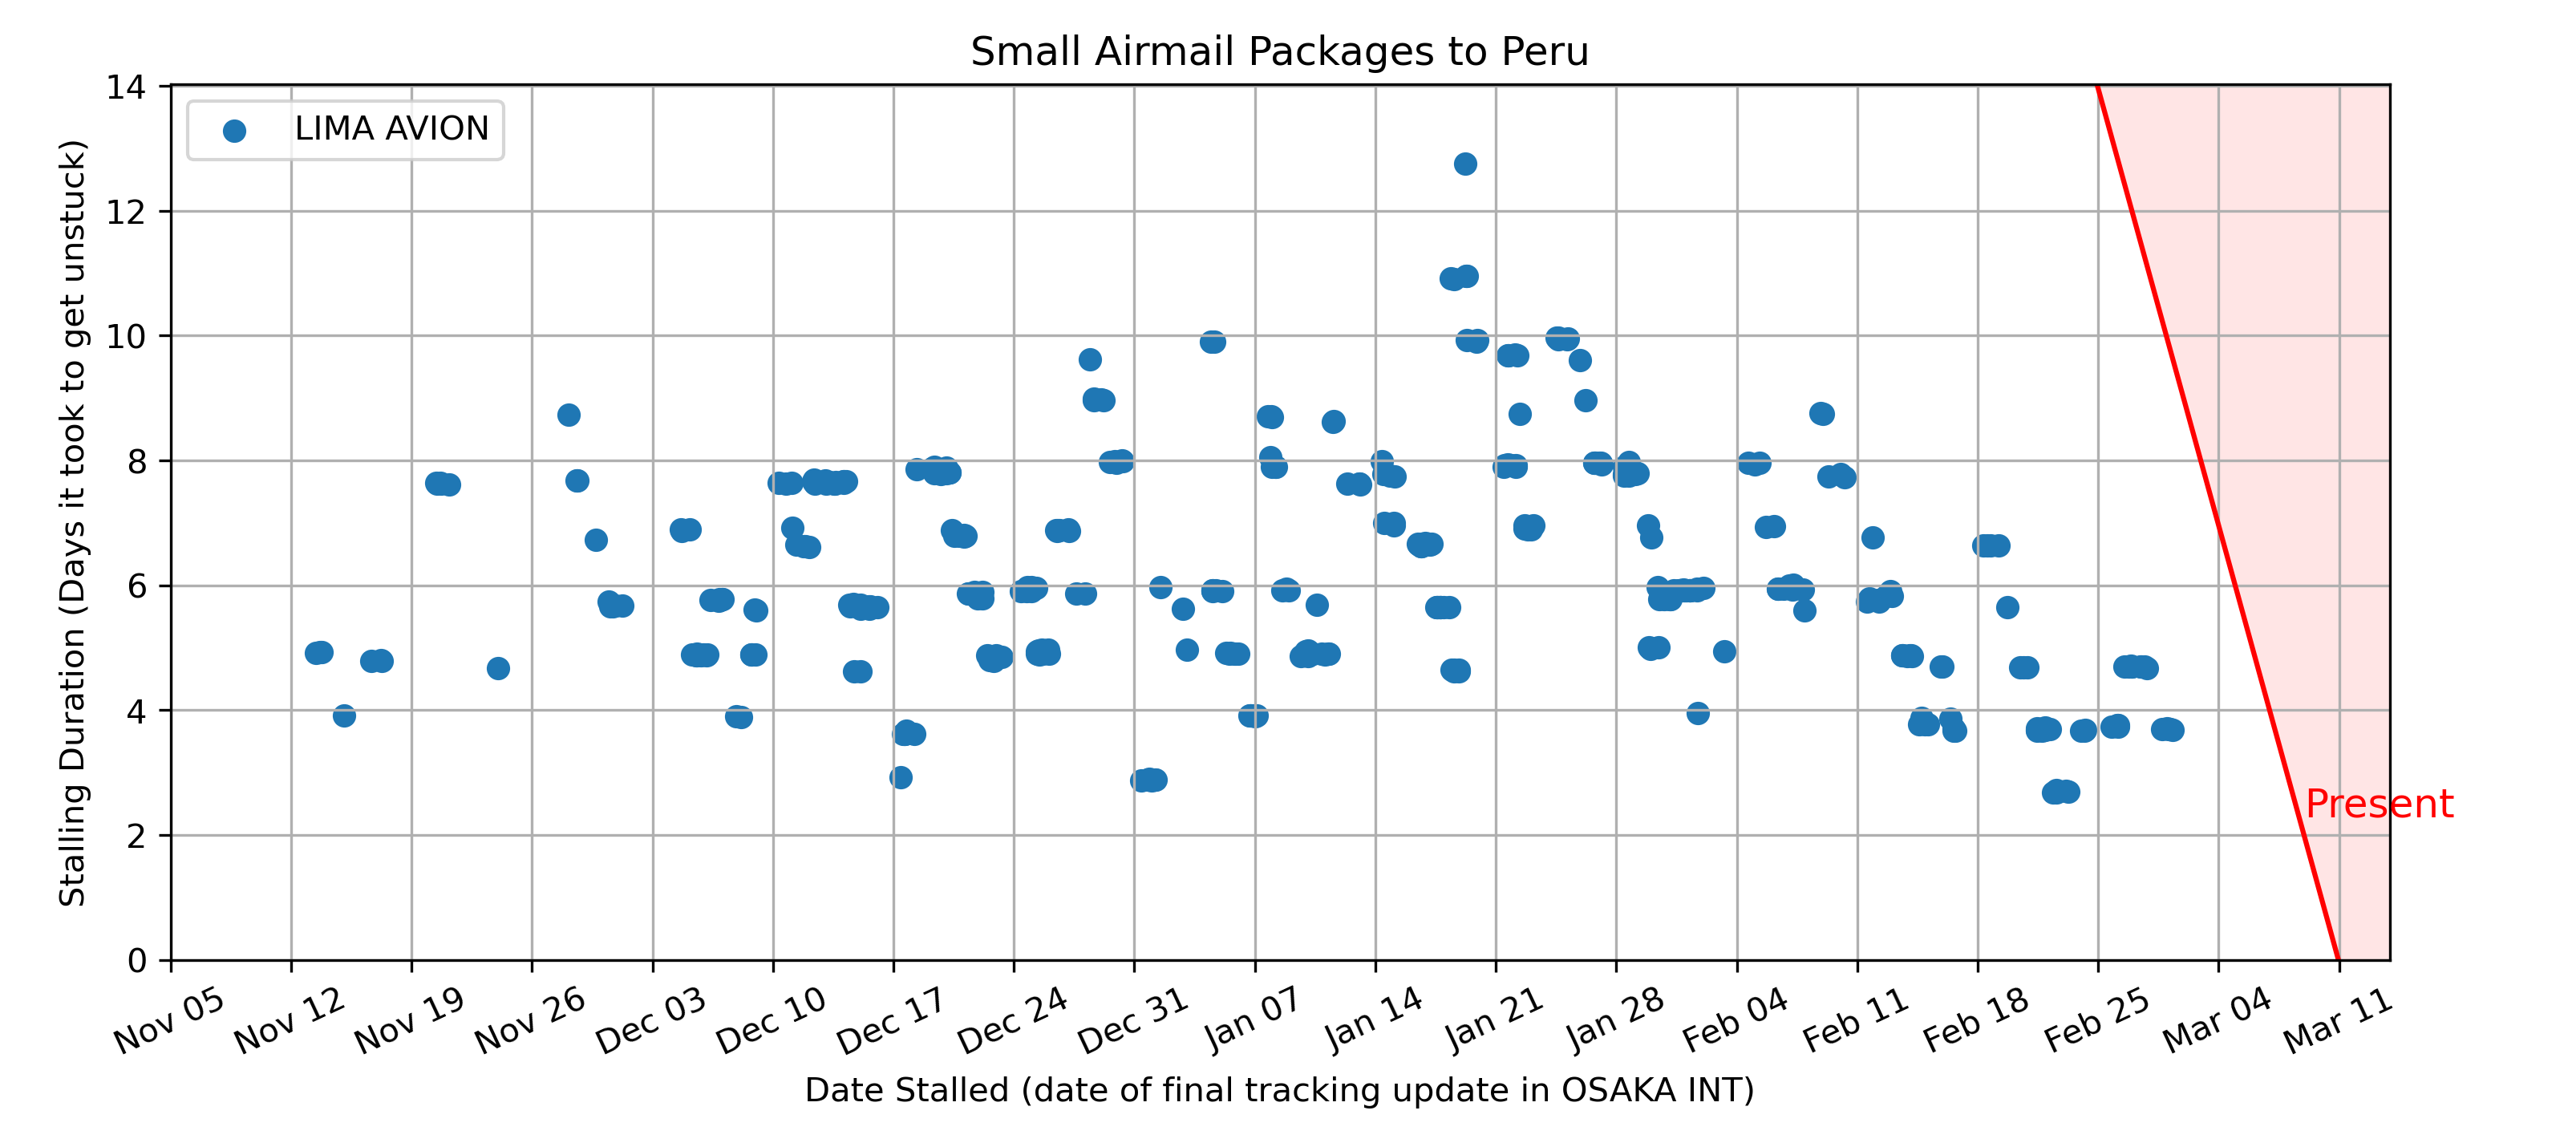 Small Airmail Packages to Peru
LIMA AVION
Stalling Duration (Days it took to get unstuck)
14
12
10
8
6
4
2
0
Present
Nov 05
Nov 12
Nov 19
Nov 26
Dec 03
Dec 10
Dec 17
Dec 24
Dec 31
Jan 07
Jan 14
Jan 21
Jan 28
Feb 04
Feb 11
Feb 18
Feb 25
Mar 04
Mar 11
Date Stalled (date of final tracking update in OSAKA INT)